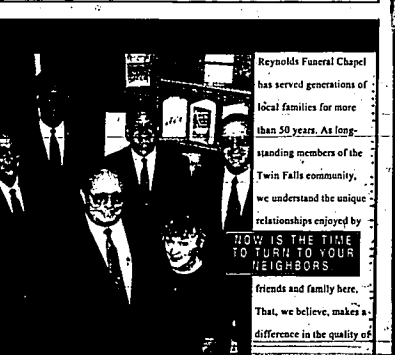 Reynolds Funeral Chapel
has served generations of
local families for more
than 50 years. As long-
standing members of the
Twin Falls community,
we understand the unique
relationships enjoyed by
NOW IS THE TIME
TO TURN TO YOUR
NEIGHBORS
friends and family here.
That, we believe, makes a
difference in the quality of